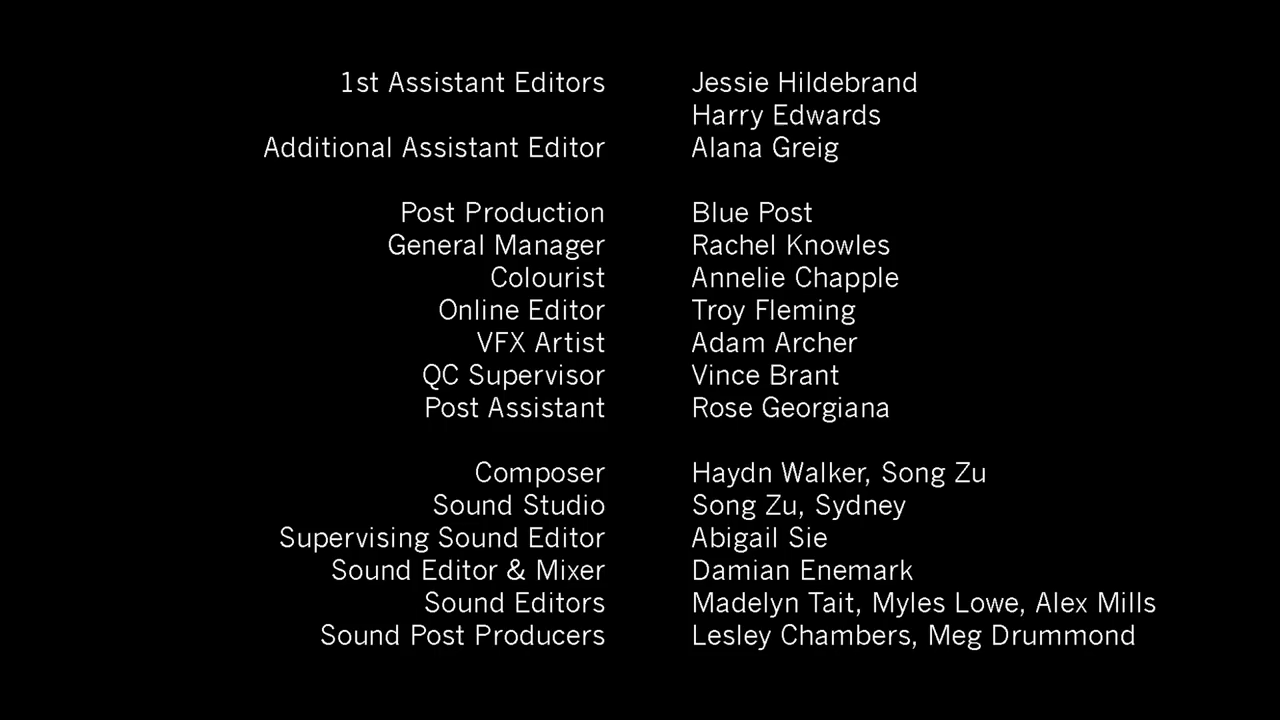 1st Assistant Editors Jessie Hildebrand
Harry Edwards
Additional Assistant Editor Alana Greig
Post Production Blue Post
General Manager Rachel Knowles
Colourist Annelie Chapple
Online Editor Troy Fleming
VFX Artist Adam Archer
QC Supervisor Vince Brant
Post Assistant Rose Georgiana
Composer Haydn Walker, Song Zu
Sound Studio Song Zu, Sydney
Supervising Sound Editor Abigail Sie
Sound Editor & Mixer Damian Enemark
Sound Editors Madelyn Tait, Myles Lowe, Alex Mills
Sound Post Producers Lesley Chambers, Meg Drummond